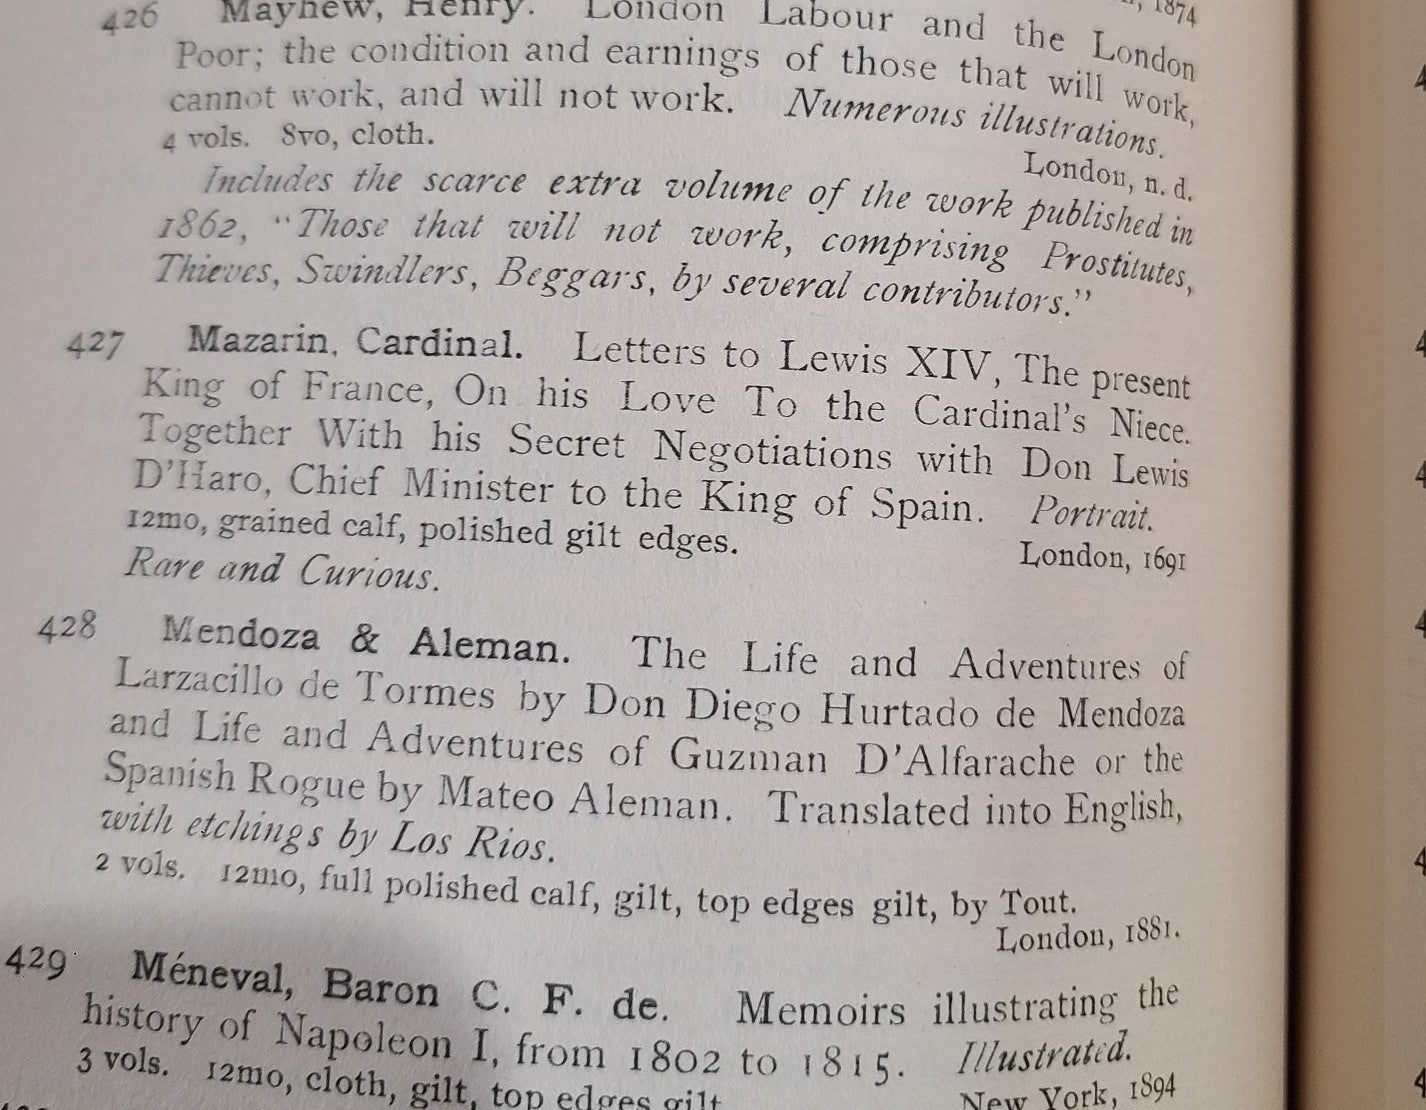 1874
426 Mayhew, Henry. London Labour and the London
Poor; the condition and earnings of those that will work,
cannot work, and will not work. Numerous illustrations.
4 vols. 8vo, cloth.
London, n. d.
Includes the scarce extra volume of the work published in
1862, “Those that will not work, comprising Prostitutes,
Thieves, Swindlers, Beggars, by several contributors.”
427 Mazarin, Cardinal. Letters to Lewis XIV, The present
King of France, On his Love To the Cardinal's Niece.
Together With his Secret Negotiations with Don Lewis
D'Haro, Chief Minister to the King of Spain. Portrait.
12mo, grained calf, polished gilt edges.
London, 1691
Rare and Curious.
428 Mendoza & Aleman. The Life and Adventures of
Larzacillo de Tormes by Don Diego Hurtado de Mendoza
and Life and Adventures of Guzman D'Alfarache or the
Spanish Rogue by Mateo Aleman. Translated into English,
with etchings by Los Rios.
2 vols. 12mo, full polished calf, gilt, top edges gilt, by Tout.
London, 1881.
429 Méneval, Baron C. F. de. Memoirs illustrating the
history of Napoleon I, from 1802 to 1815. Illustrated.
3 vols. 12mo, cloth, gilt, top edges gilt
New York, 1894